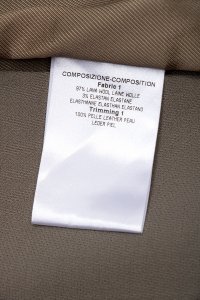 COMPOSIZIONE-COMPOSITION
Fabric 1
97% LANA WOOL LAINE WOLLE
3% ELASTAN ELASTANE
ELASTHANNE ELASTHAN ELASTANO
Trimming 1
100% PELLE LEATHER PEAU
LEDER PIEL